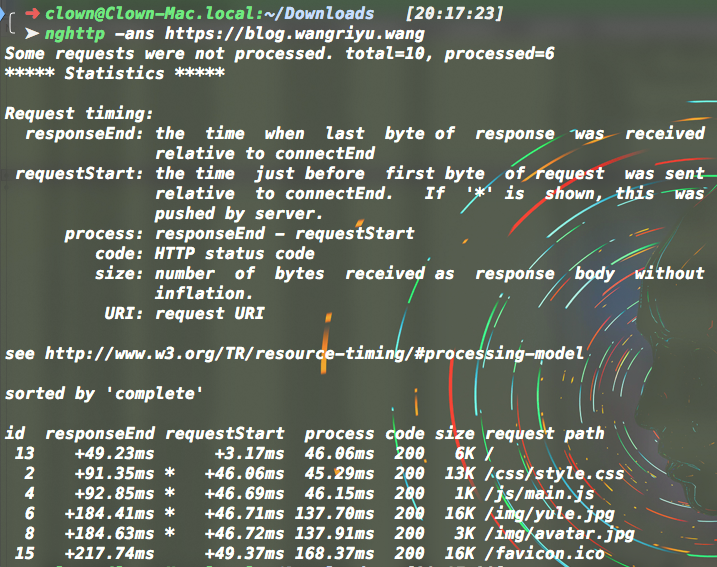 ➜ clown@Clown-Mac.local:~/Downloads [20:17:23]
➤ nghttp -ans https://blog.wangriyu.wang
Some requests were not processed. total=10, processed=6
***** Statistics *****
Request timing:
responseEnd: the time when last byte of response was received
relative to connectEnd
requestStart: the time just before first byte of request was sent
relative to connectEnd. If '*' is shown, this was
pushed by server.
process: responseEnd - requestStart
code: HTTP status code
size: number of bytes received as response body without
inflation.
URI: request URI
see http://www.w3.org/TR/resource-timing/#processing-model
sorted by 'complete'
id responseEnd requestStart process code size request path
13 +49.23ms +3.17ms 46.06ms 200 6K /
2 +91.35ms * +46.06ms 45.29ms 200 13K /css/style.css
4 +92.85ms * +46.69ms 46.15ms 200 1K /js/main.js
6 +184.41ms * +46.71ms 137.70ms 200 16K /img/yule.jpg
8 +184.63ms * +46.72ms 137.91ms 200 3K /img/avatar.jpg
15 +217.74ms +49.37ms 168.37ms 200 16K /favicon.ico